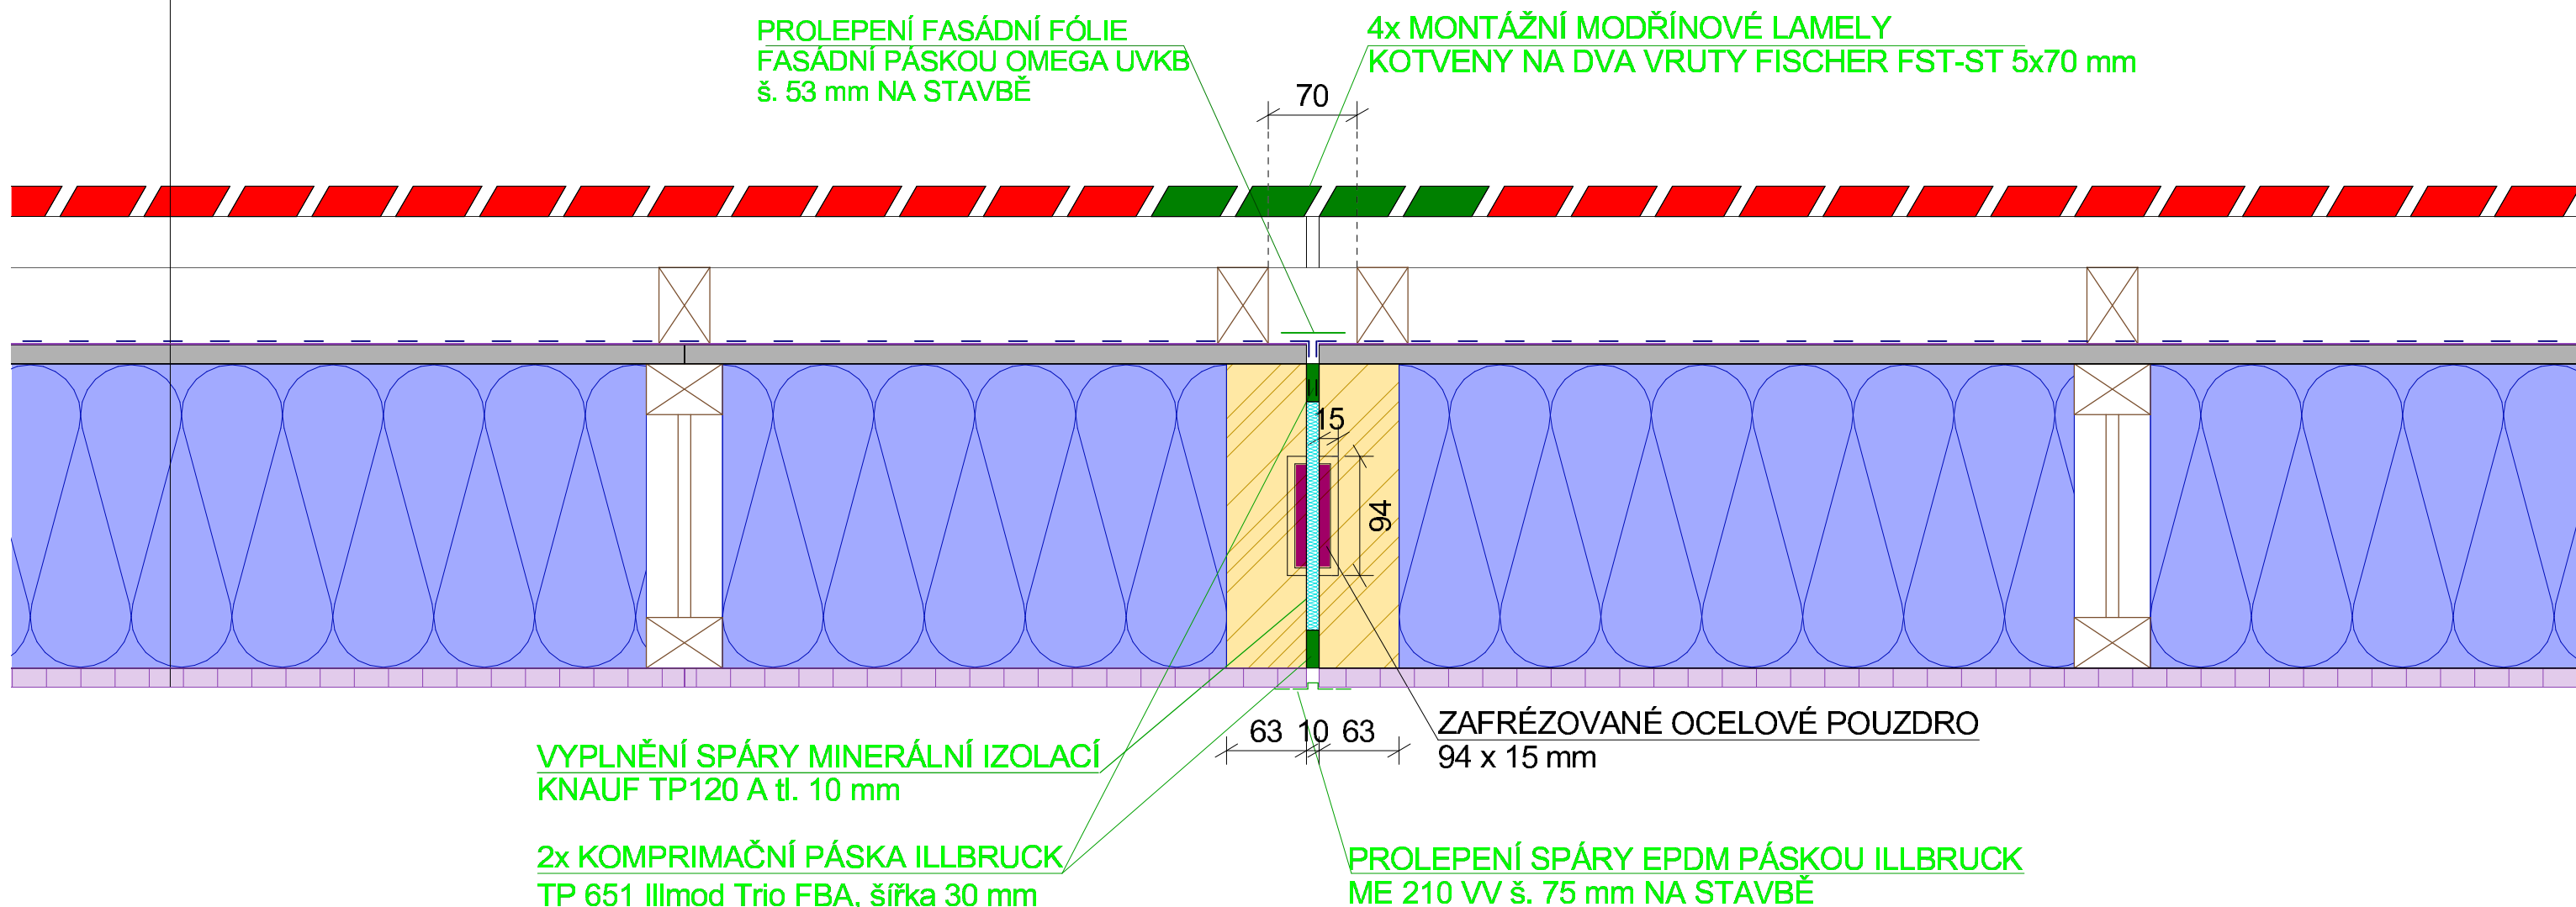 PROLEPENÍ FASÁDNÍ FÓLIE
FASÁDNÍ PÁSKOU OMEGA UVKB
š. 53 mm NA STAVBĚ
4x MONTÁŽNÍ MODŘÍNOVÉ LAMELY
KOTVENY NA DVA VRUTY FISCHER FST-ST 5x70 mm
70
15
94
63 10 63
ZAFRÉZOVANÉ OCELOVÉ POUZDRO
94 x 15 mm
VYPLNĚNÍ SPÁRY MINERÁLNÍ IZOLACÍ
KNAUF TP120 A tl. 10 mm
2x KOMPRIMAČNÍ PÁSKA ILLBRUCK
TP 651 Illmod Trio FBA, šířka 30 mm
PROLEPENÍ SPÁRY EPDM PÁSKOU ILLBRUCK
ME 210 VV š. 75 mm NA STAVBĚ